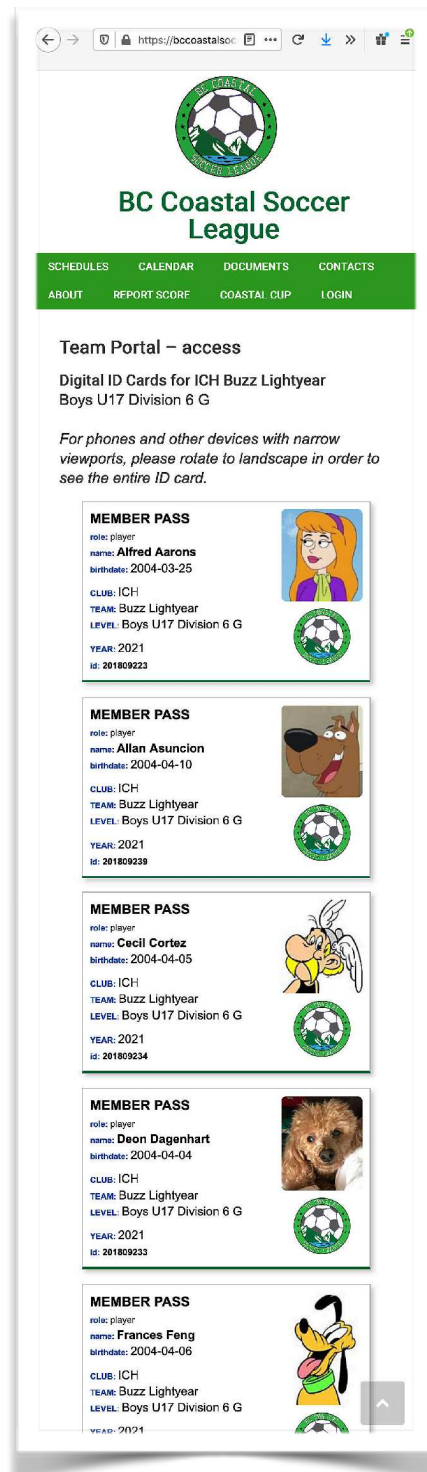 https://bccoastalsoc
BC COASTAL
SOCCER LEAGUE
BC Coastal Soccer
League
SCHEDULES CALENDAR DOCUMENTS CONTACTS
ABOUT REPORT SCORE COASTAL CUP LOGIN
Team Portal – access
Digital ID Cards for ICH Buzz Lightyear
Boys U17 Division 6 G
For phones and other devices with narrow
viewports, please rotate to landscape in order to
see the entire ID card.
MEMBER PASS
role: player
name: Alfred Aarons
birthdate: 2004-03-25
CLUB: ICH
TEAM: Buzz Lightyear
LEVEL: Boys U17 Division 6 G
YEAR: 2021
id: 201809223
MEMBER PASS
role: player
name: Allan Asuncion
birthdate: 2004-04-10
CLUB: ICH
TEAM: Buzz Lightyear
LEVEL: Boys U17 Division 6 G
YEAR: 2021
id: 201809239
MEMBER PASS
role: player
name: Cecil Cortez
birthdate: 2004-04-05
CLUB: ICH
TEAM: Buzz Lightyear
LEVEL: Boys U17 Division 6 G
YEAR: 2021
id: 201809234
MEMBER PASS
role: player
name: Deon Dagenhart
birthdate: 2004-04-04
CLUB: ICH
TEAM: Buzz Lightyear
LEVEL: Boys U17 Division 6 G
YEAR: 2021
id: 201809233
MEMBER PASS
role: player
name: Frances Feng
birthdate: 2004-04-06
CLUB: ICH
TEAM: Buzz Lightyear
LEVEL: Boys U17 Division 6 G
YEAR: 2021